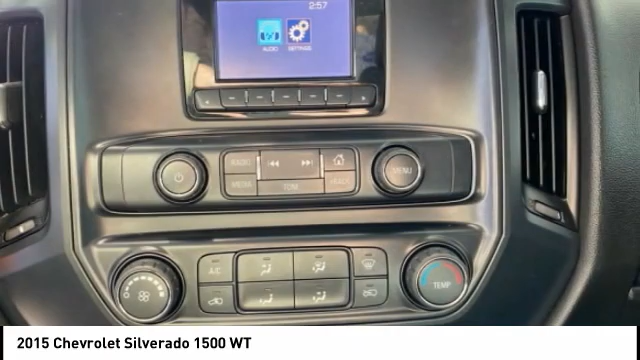 2:57
AUDIO SETTINGS
RADIO
MEDIA
TONE
BACK
MENU
A/C
TEMP
2015 Chevrolet Silverado 1500 WT